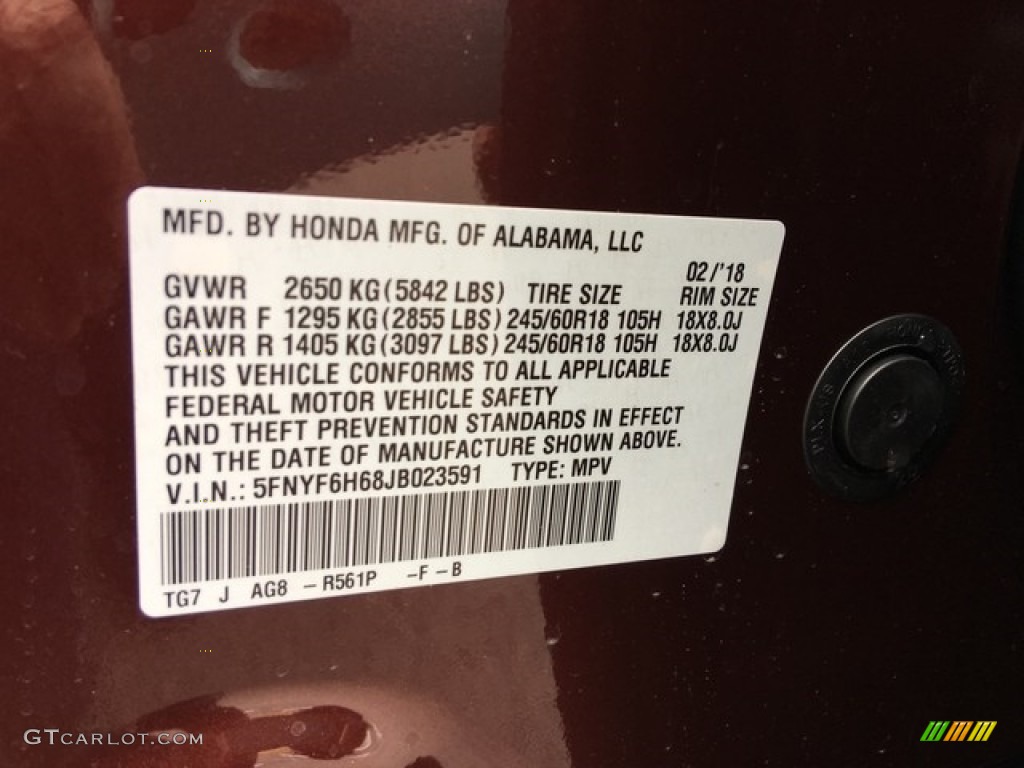 MFD. BY HONDA MFG. OF ALABAMA, LLC
02/'18
GVWR 2650 KG (5842 LBS) TIRE SIZE RIM SIZE
GAWR F 1295 KG (2855 LBS) 245/60R18 105H 18X8.0J
GAWR R 1405 KG (3097 LBS) 245/60R18 105H 18X8.0J
THIS VEHICLE CONFORMS TO ALL APPLICABLE
FEDERAL MOTOR VEHICLE SAFETY
AND THEFT PREVENTION STANDARDS IN EFFECT
ON THE DATE OF MANUFACTURE SHOWN ABOVE.
V.I.N.: 5FNYF6H68JB023591 TYPE: MPV
TG7 J AG8 - R561P - F - B
GTCARLOT.COM